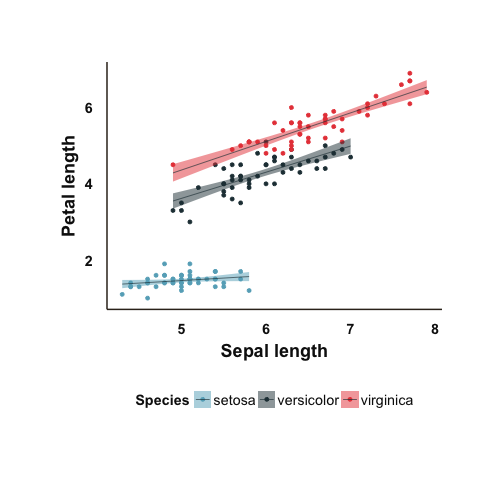 6
4
2
Petal length
5 6 7 8
Sepal length
Species setosa versicolor virginica